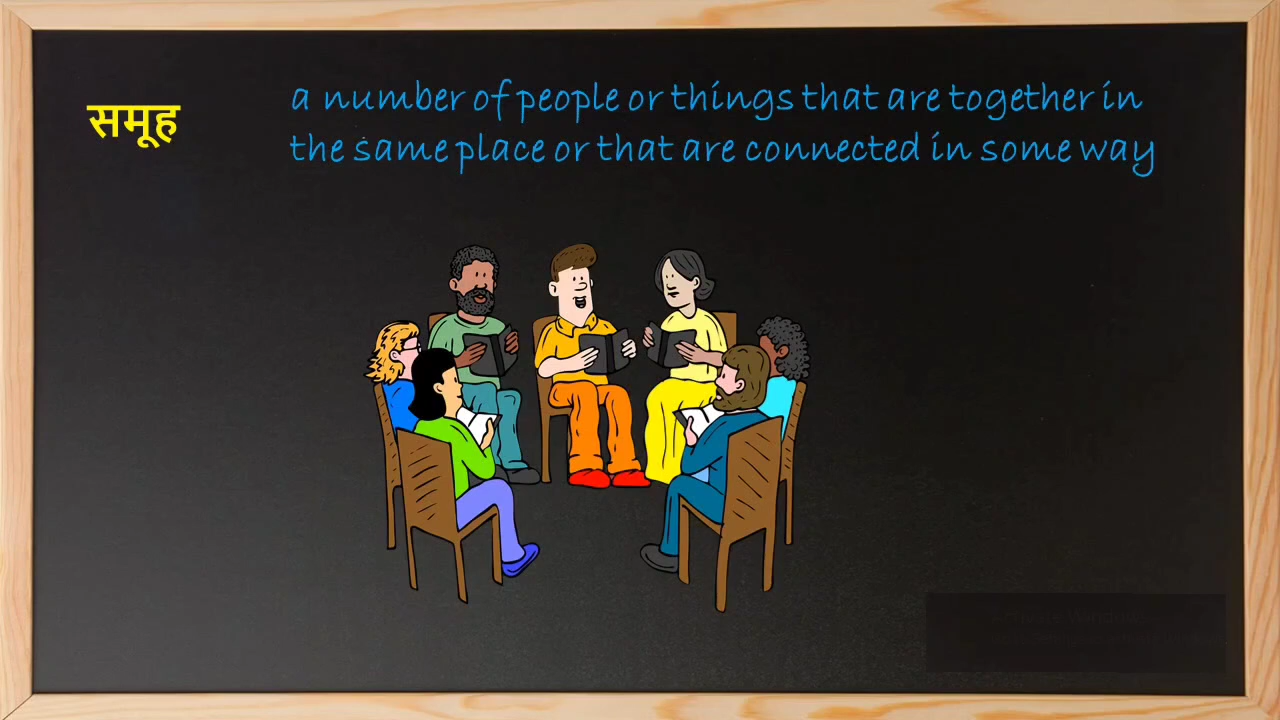 समूह
a number of people or things that are together in
the same place or that are connected in some way